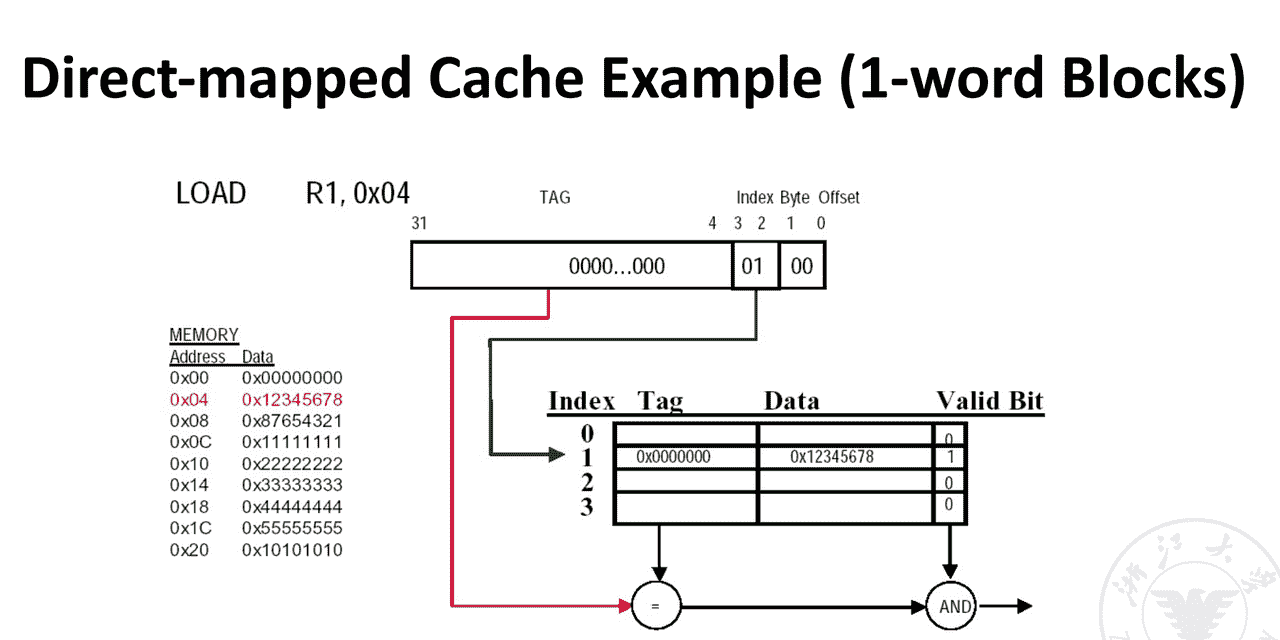 Direct-mapped Cache Example (1-word Blocks)
LOAD R1, 0x04
TAG Index Byte Offset
31 4 3 2 1 0
0000...000 01 00
MEMORY
Address Data
0x00 0x00000000
0x04 0x12345678
0x08 0x87654321
0x0C 0x11111111
0x10 0x22222222
0x14 0x33333333
0x18 0x44444444
0x1C 0x55555555
0x20 0x10101010
Index Tag Data Valid Bit
0 0
1 0x0000000 0x12345678 1
2 0
3 0
= AND
浙江大